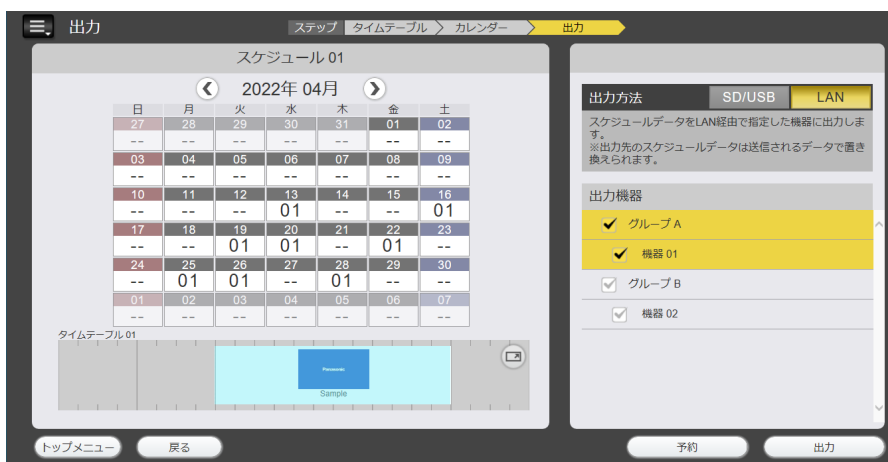 出力
ステップ タイムテーブル カレンダー 出力
スケジュール 01
2022年 04月
日 月 火 水 木 金 土
27 28 29 30 31 01 02
-- -- -- -- -- -- --
03 04 05 06 07 08 09
-- -- -- -- -- -- --
10 11 12 13 14 15 16
-- -- -- 01 -- -- 01
17 18 19 20 21 22 23
-- -- 01 01 -- 01 --
24 25 26 27 28 29 30
-- 01 01 -- 01 -- --
01 02 03 04 05 06 07
-- -- -- -- -- -- --
タイムテーブル 01
Panasonic
Sample
出力方法 SD/USB LAN
スケジュールデータをLAN経由で指定した機器に出力しま
す。
※出力先のスケジュールデータは送信されるデータで置き
換えられます。
出力機器
グループ A
機器 01
グループ B
機器 02
トップメニュー 戻る 予約 出力